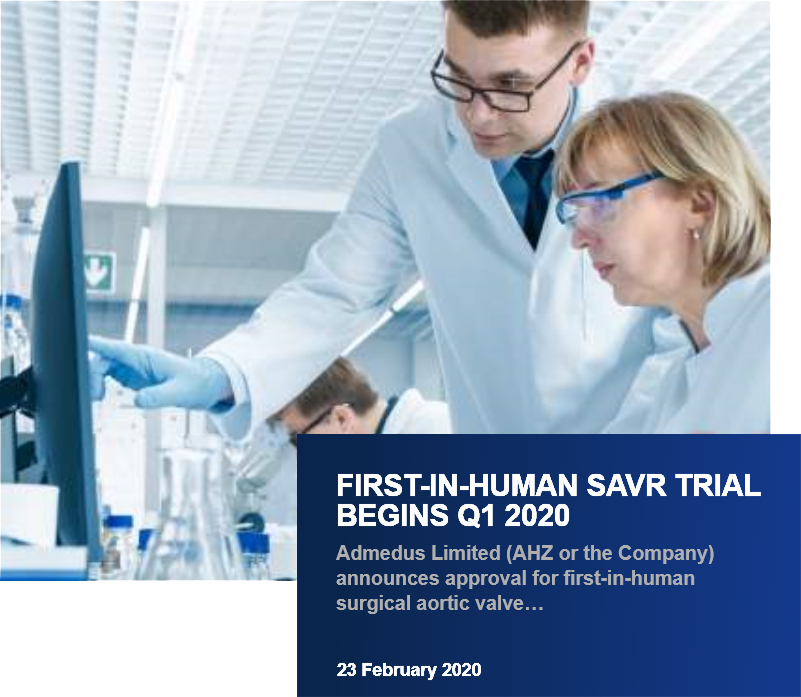 FIRST-IN-HUMAN SAVR TRIAL
BEGINS Q1 2020
Admedus Limited (AHZ or the Company)
announces approval for first-in-human
surgical aortic valve…
23 February 2020